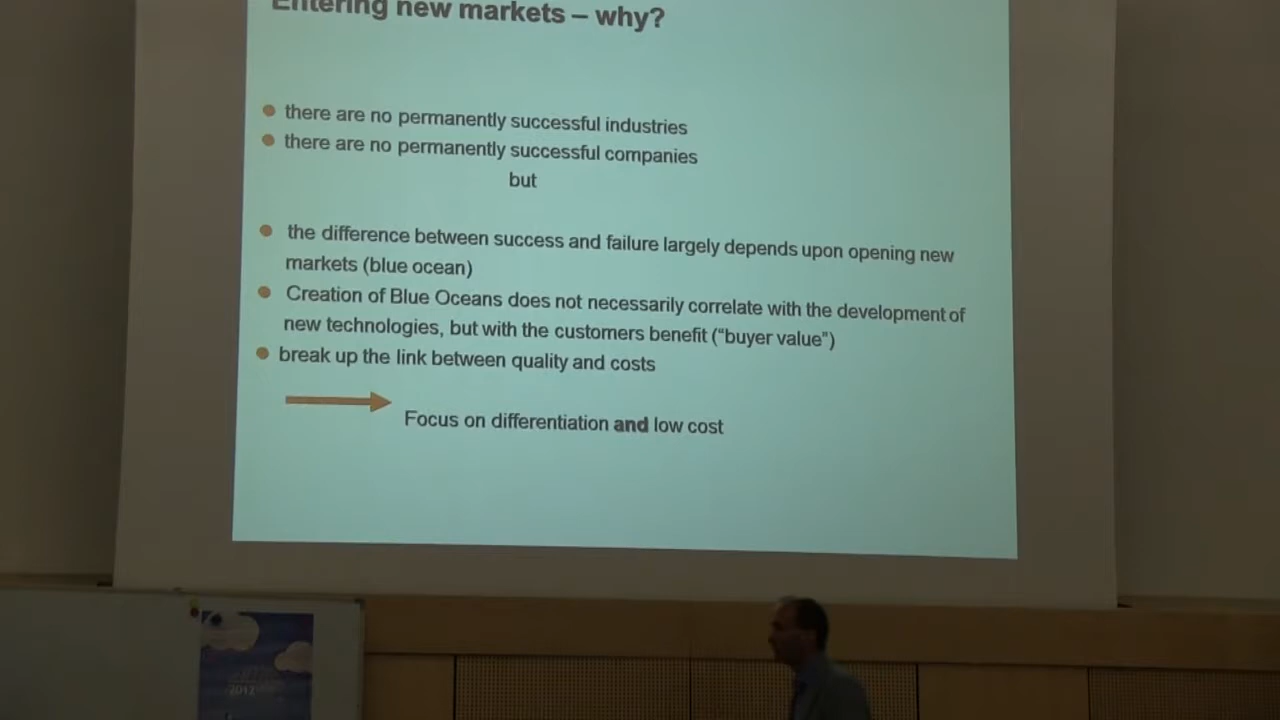 Entering new markets – why?
there are no permanently successful industries
there are no permanently successful companies
but
the difference between success and failure largely depends upon opening new
markets (blue ocean)
Creation of Blue Oceans does not necessarily correlate with the development of
new technologies, but with the customers benefit (“buyer value”)
break up the link between quality and costs
Focus on differentiation and low cost
2012